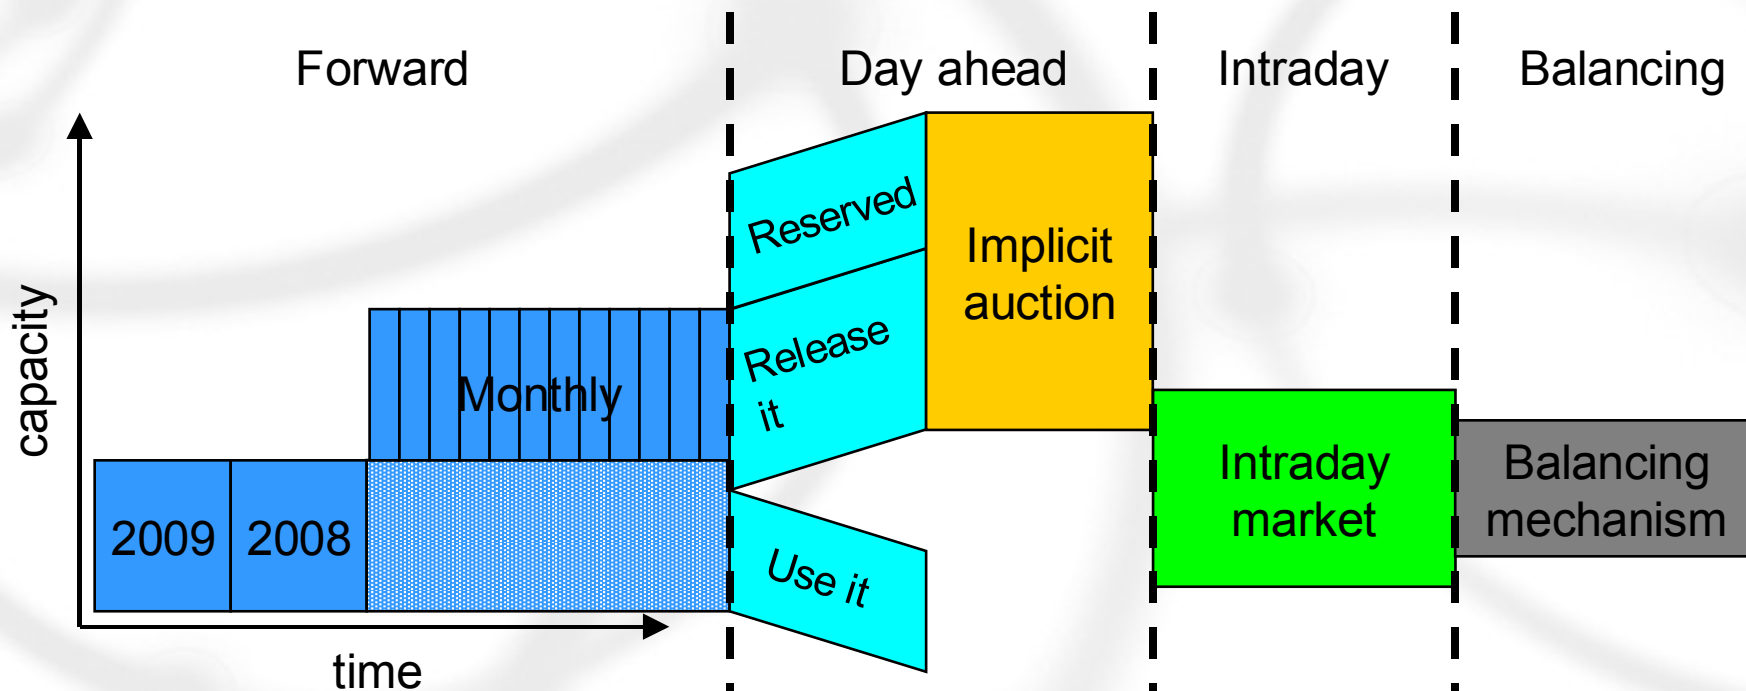 Forward
Day ahead
Intraday
Balancing
capacity
Reserved
Implicit
auction
Release
it
Monthly
Intraday
market
Balancing
mechanism
2009
2008
Use it
time